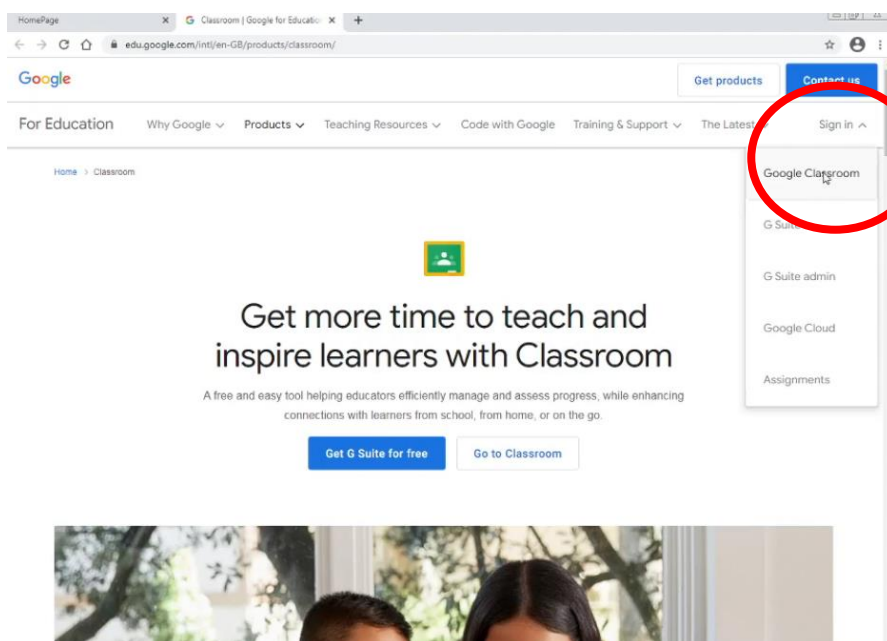 HomePage
Classroom | Google for Educatio
edu.google.com/intl/en-GB/products/classroom/
Google
Get products
Contact us
For Education
Why Google
Products
Teaching Resources
Code with Google
Training & Support
The Latest
Sign in
Home > Classroom
Google Classroom
G Suite
G Suite admin
Google Cloud
Assignments
Get more time to teach and
inspire learners with Classroom
A free and easy tool helping educators efficiently manage and assess progress, while enhancing
connections with learners from school, from home, or on the go.
Get G Suite for free
Go to Classroom